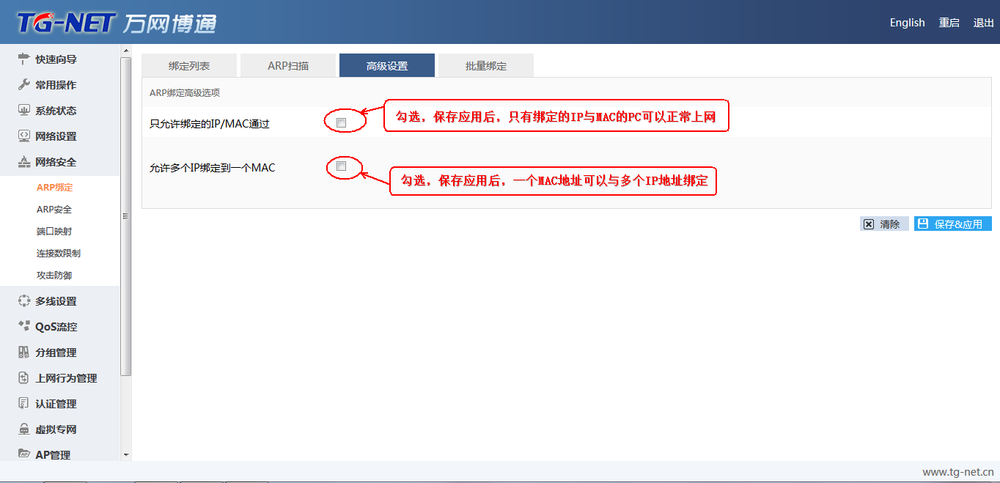 TG-NET 万网博通
English 重启 退出
快速向导
常用操作
系统状态
网络设置
网络安全
ARP绑定
ARP安全
端口映射
连接数限制
攻击防御
多线设置
QoS流控
分组管理
上网行为管理
认证管理
虚拟专网
AP管理
绑定列表 ARP扫描 高级设置 批量绑定
ARP绑定高级选项
只允许绑定的IP/MAC通过
勾选，保存应用后，只有绑定的IP与MAC的PC可以正常上网
允许多个IP绑定到一个MAC
勾选，保存应用后，一个MAC地址可以与多个IP地址绑定
清除 保存&应用
www.tg-net.cn